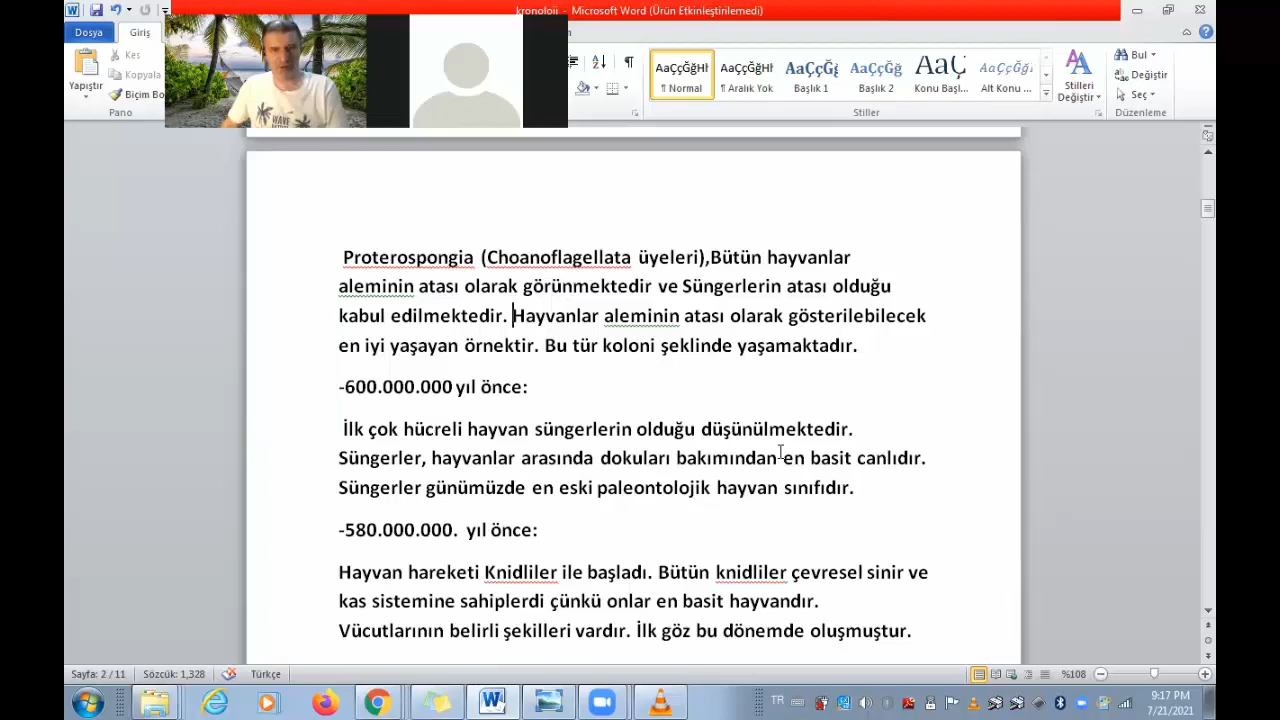 kronoloji - Microsoft Word (Ürün Etkinleştirilemedi)
Dosya
Giriş
Kes
Kopyala
Biçim Bo
Yapıştır
Pano
AaÇçĞğHł
¶ Normal
AaÇçĞğHł
¶ Aralık Yok
AaÇçĞğ
Başlık 1
AaÇçĞğ
Başlık 2
AaÇ
Konu Başl...
AaÇçĞğı
Alt Konu ...
Stilleri
Değiştir
Stiller
Bul
Değiştir
Seç
Düzenleme
WAVE
Proterospongia (Choanoflagellata üyeleri),Bütün hayvanlar
aleminin atası olarak görünmektedir ve Süngerlerin atası olduğu
kabul edilmektedir. Hayvanlar aleminin atası olarak gösterilebilecek
en iyi yaşayan örnektir. Bu tür koloni şeklinde yaşamaktadır.
-600.000.000 yıl önce:
İlk çok hücreli hayvan süngerlerin olduğu düşünülmektedir.
Süngerler, hayvanlar arasında dokuları bakımından en basit canlıdır.
Süngerler günümüzde en eski paleontolojik hayvan sınıfıdır.
-580.000.000.  yıl önce:
Hayvan hareketi Knidliler ile başladı. Bütün knidliler çevresel sinir ve
kas sistemine sahiplerdi çünkü onlar en basit hayvandır.
Vücutlarının belirli şekilleri vardır. İlk göz bu dönemde oluşmuştur.
Sayfa: 2 / 11
Sözcük: 1,328
Türkçe
%108
TR
9:17 PM
7/21/2021